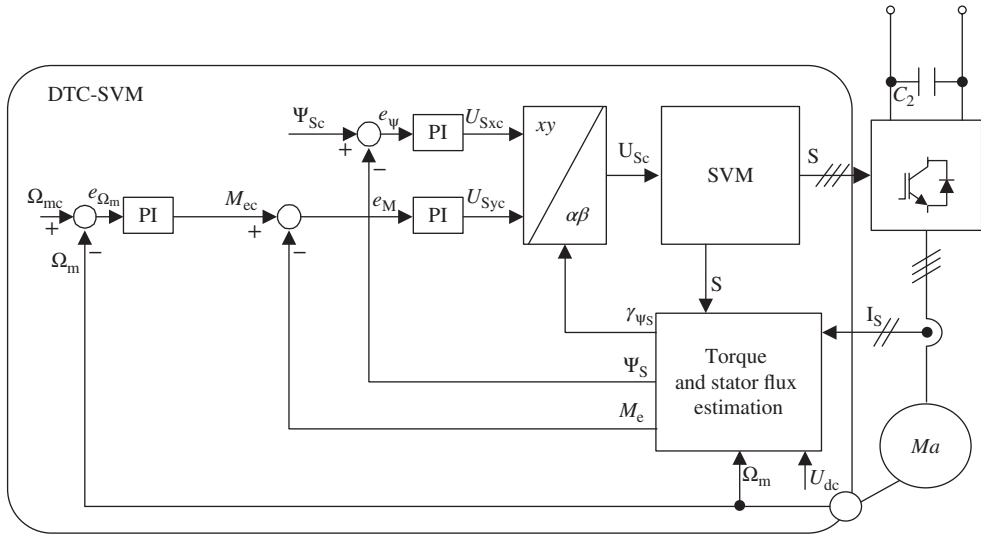 DTC-SVM
C₂
Ψ_Sc
e_ψ
PI
U_Sxc
xy
αβ
U_Sc
SVM
S
+
−
Ω_mc
e_Ωm
PI
M_ec
e_M
PI
U_Syc
+
−
+
−
Ω_m
S
γ_ΨS
I_S
Ψ_S
M_e
Torque
and stator flux
estimation
Ma
Ω_m
U_dc